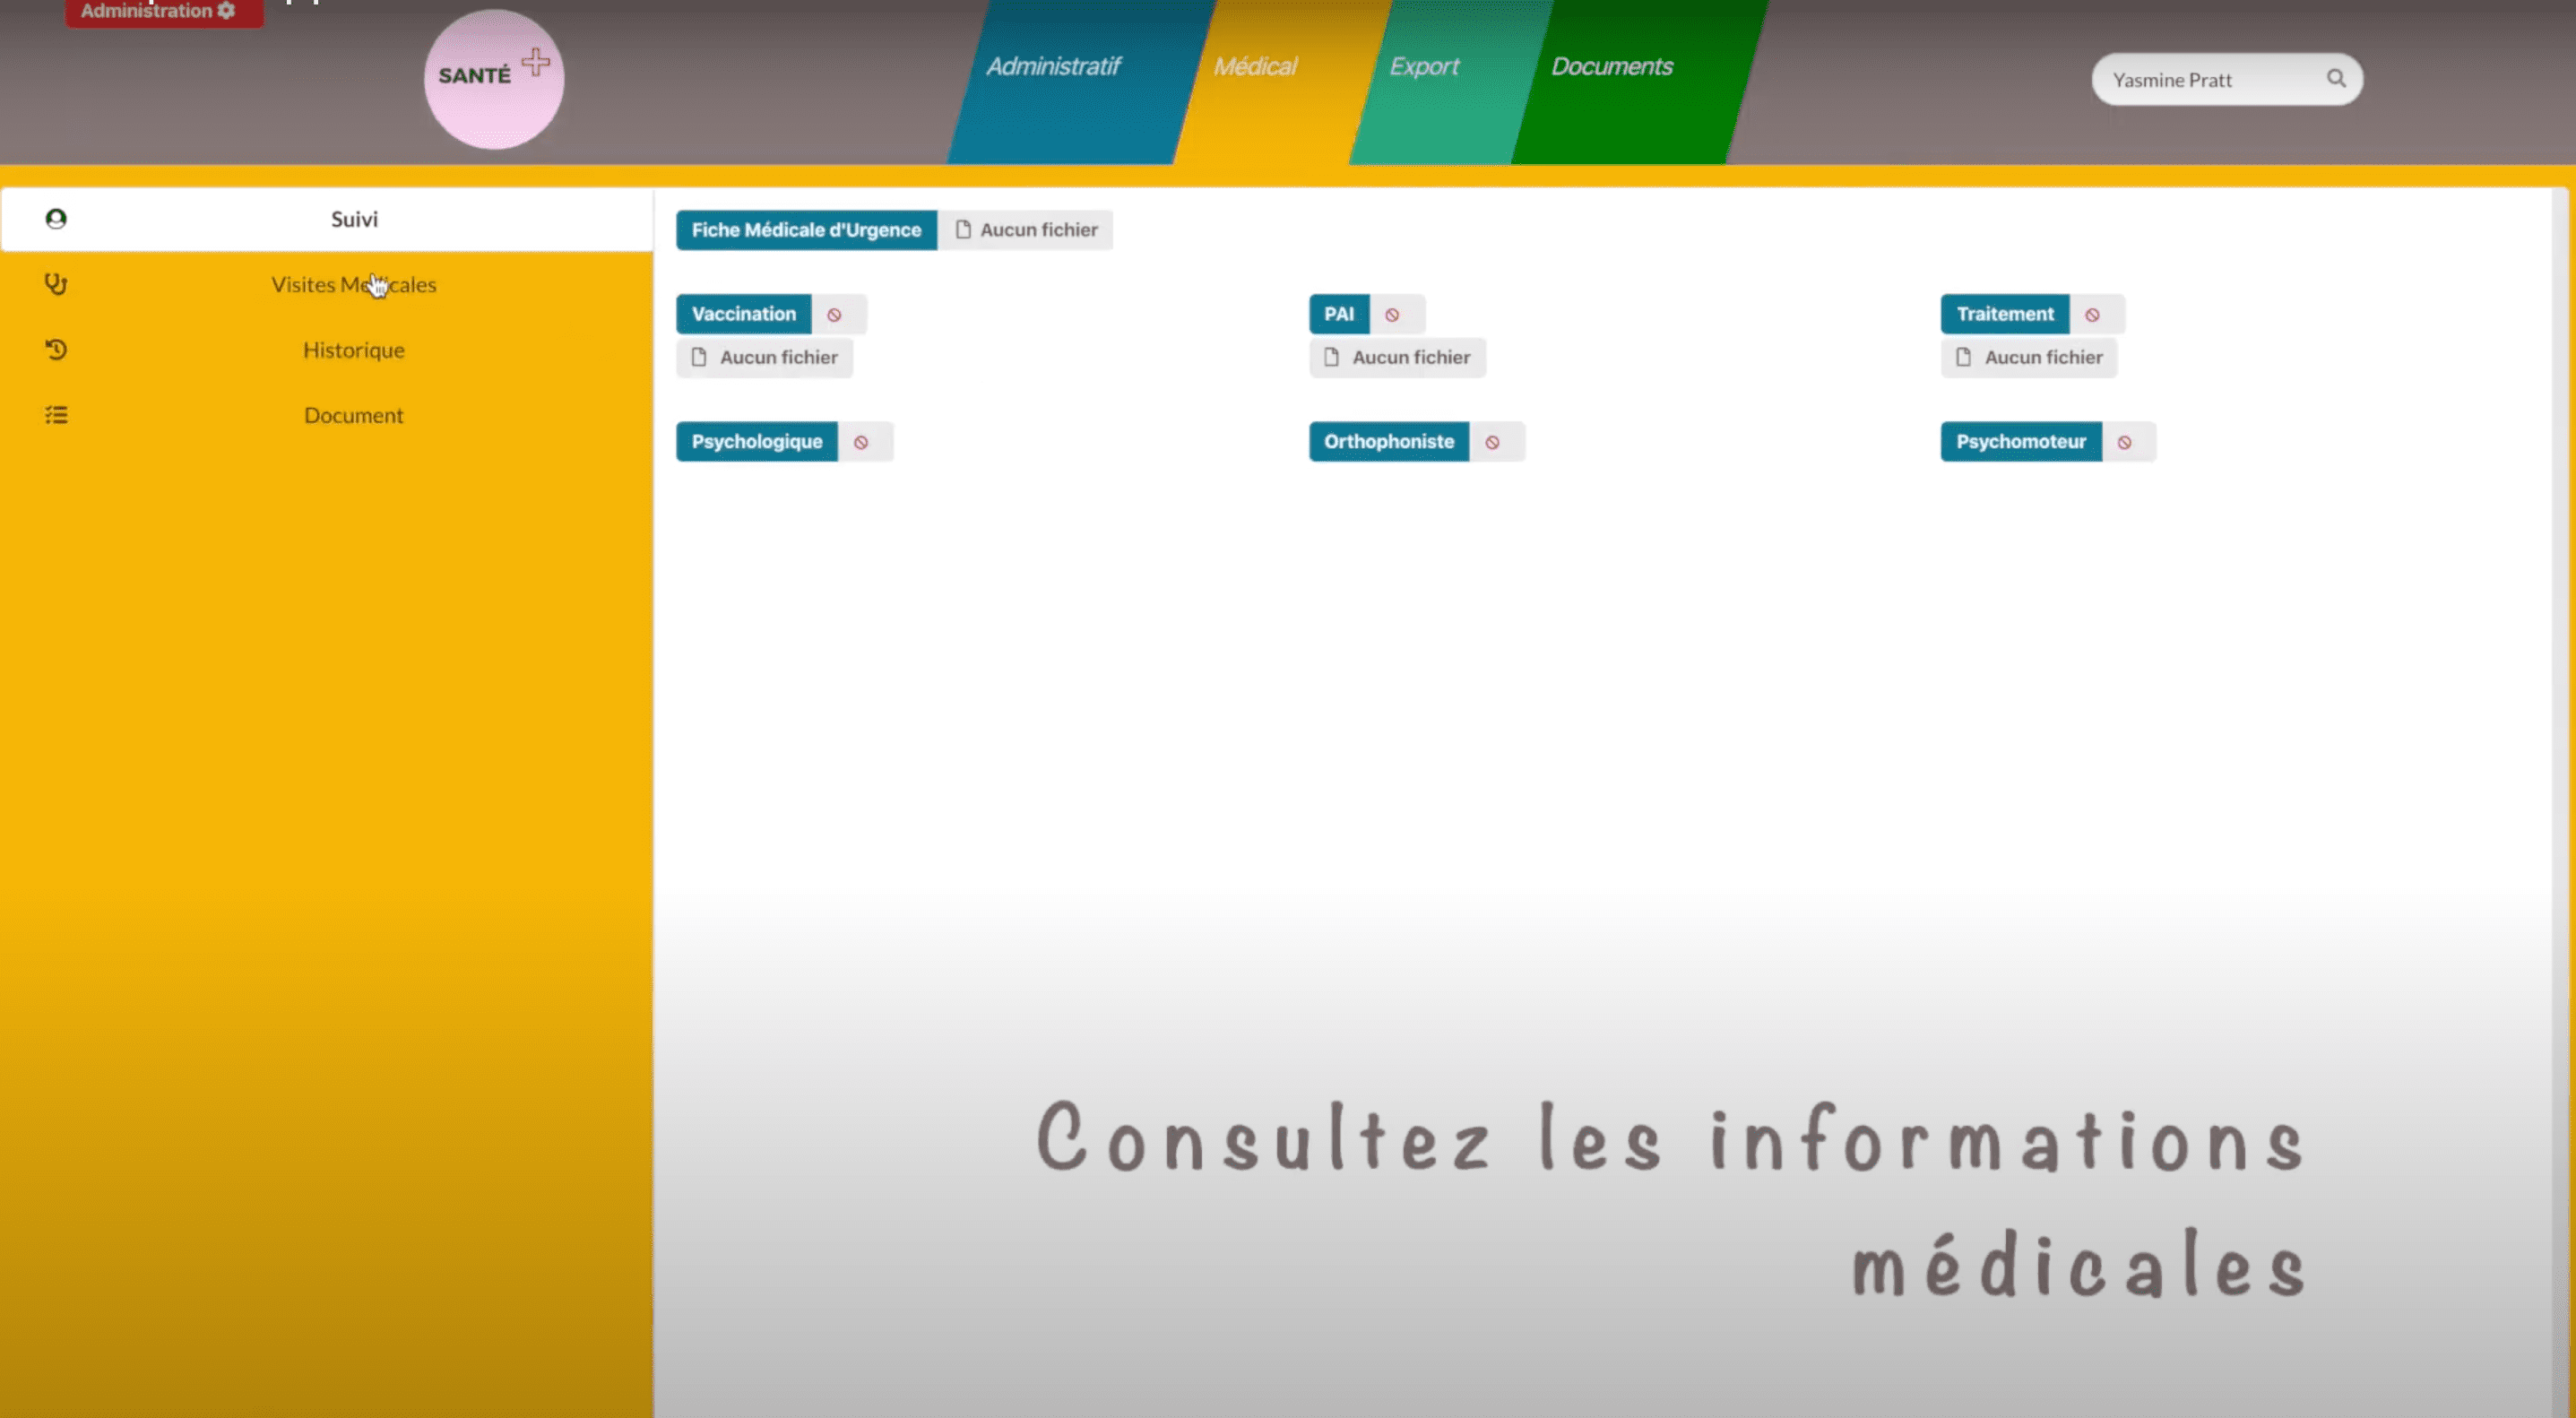 Administration
SANTÉ
Administratif
Médical
Export
Documents
Yasmine Pratt
Suivi
Visites Medicales
Historique
Document
Fiche Médicale d'Urgence
Aucun fichier
Vaccination
Aucun fichier
PAI
Aucun fichier
Traitement
Aucun fichier
Psychologique
Orthophoniste
Psychomoteur
Consultez les informations
médicales